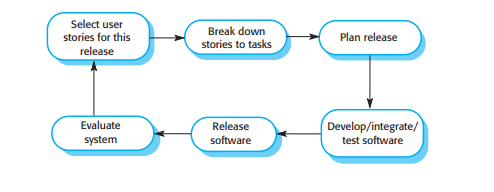 Select user
stories for this
release
Break down
stories to tasks
Plan release
Develop/integrate/
test software
Release
software
Evaluate
system